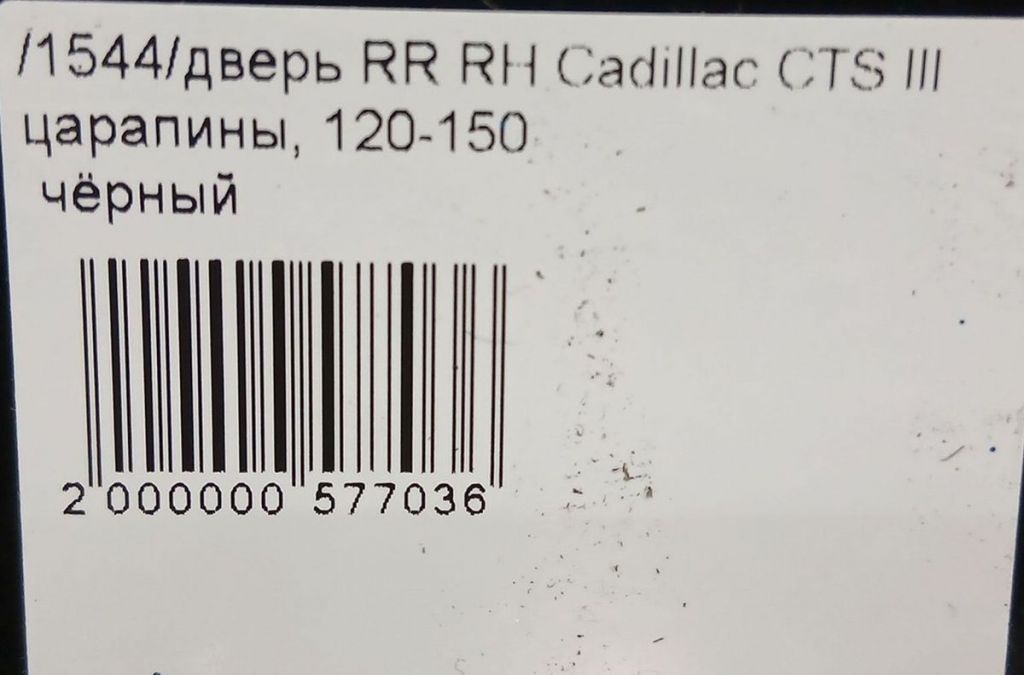 /1544/дверь RR RH Cadillac CTS III
царапины, 120-150
чёрный
2 000000 577036